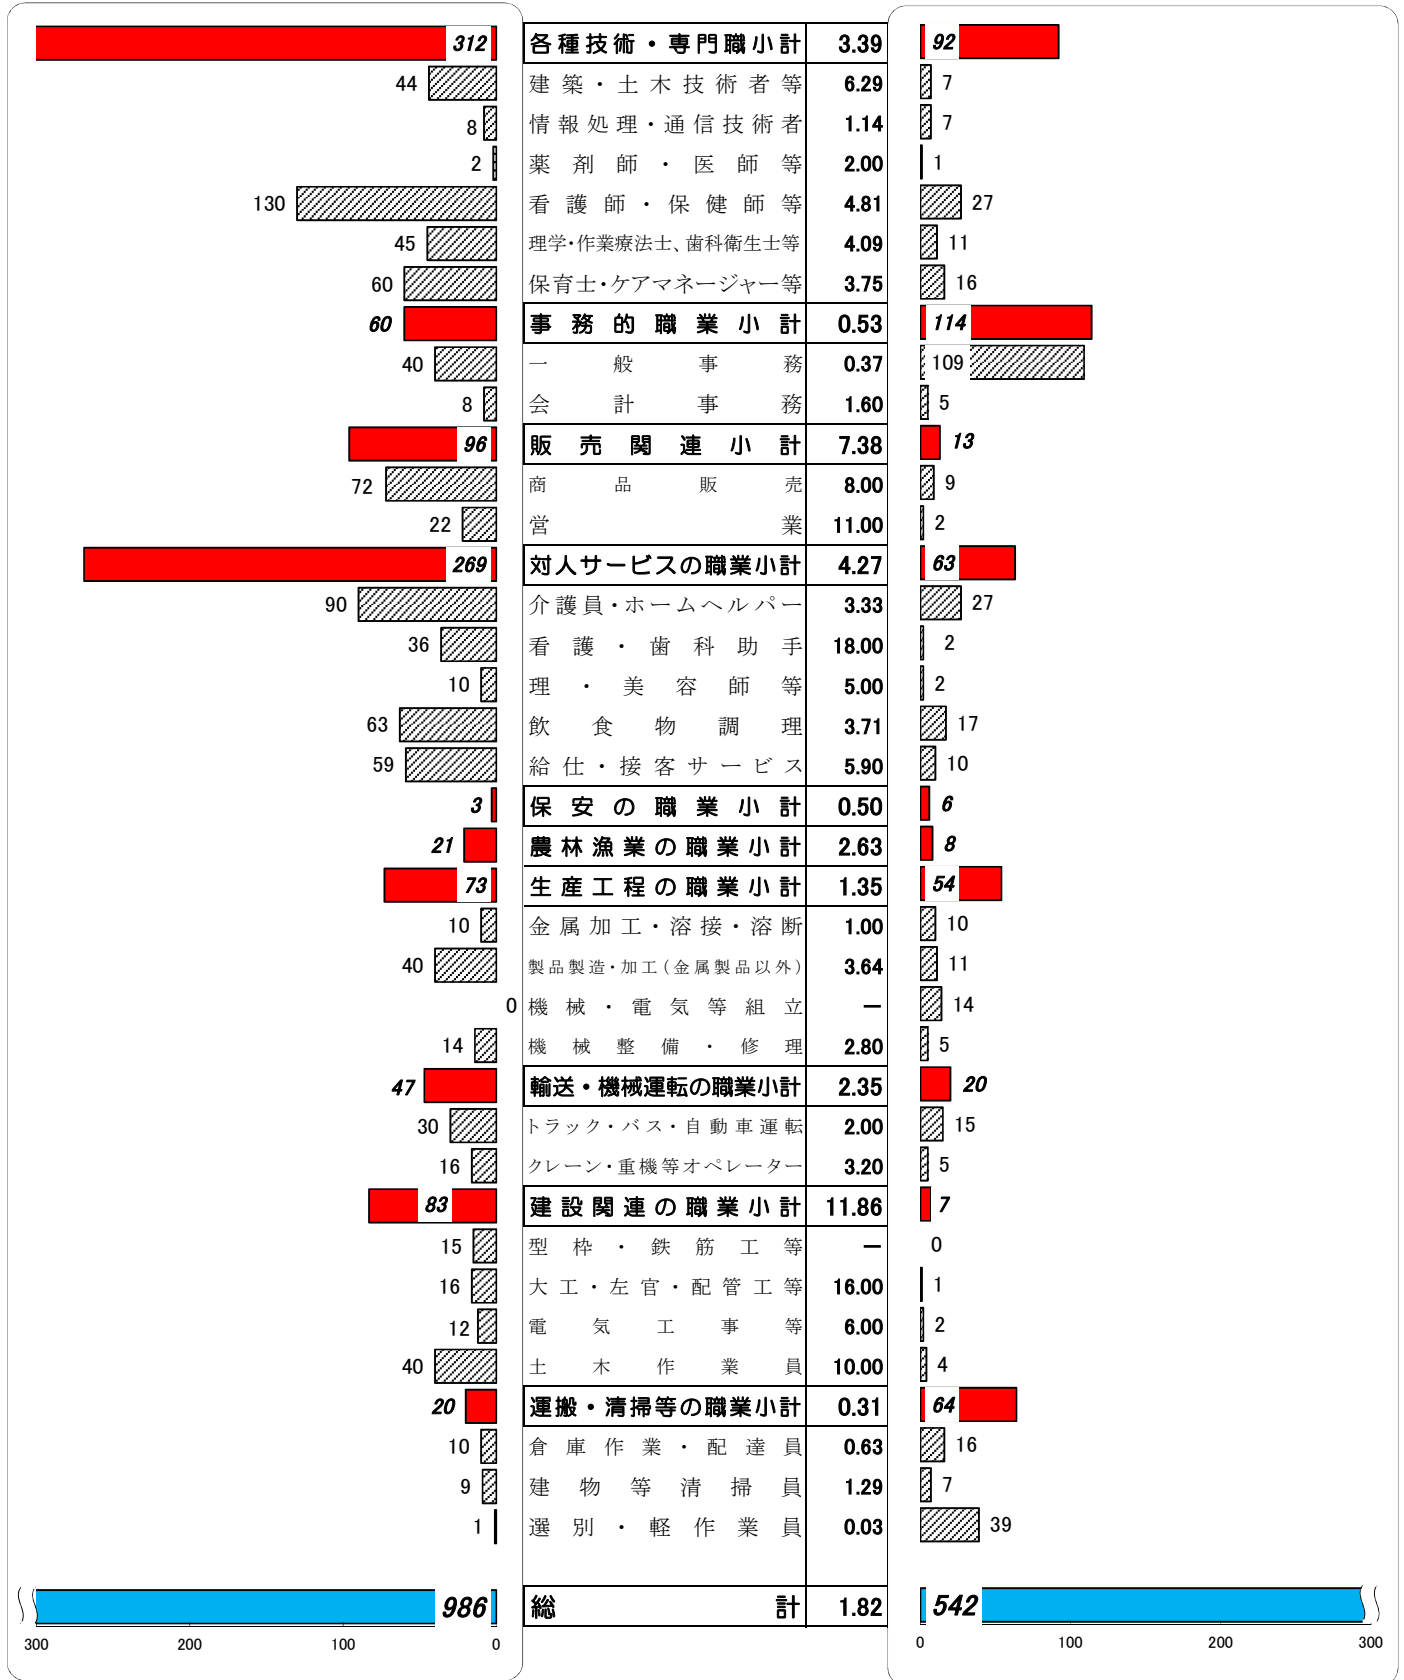 312 各種技術・専門職小計 3.39 92
44 建築・土木技術者等 6.29 7
8 情報処理・通信技術者 1.14 7
2 薬剤師・医師等 2.00 1
130 看護師・保健師等 4.81 27
45 理学・作業療法士、歯科衛生士等 4.09 11
60 保育士・ケアマネージャー等 3.75 16
60 事務的職業小計 0.53 114
40 一般事務 0.37 109
8 会計事務 1.60 5
96 販売関連小計 7.38 13
72 商品販売 8.00 9
22 営業 11.00 2
269 対人サービスの職業小計 4.27 63
90 介護員・ホームヘルパー 3.33 27
36 看護・歯科助手 18.00 2
10 理・美容師等 5.00 2
63 飲食物調理 3.71 17
59 給仕・接客サービス 5.90 10
3 保安の職業小計 0.50 6
21 農林漁業の職業小計 2.63 8
73 生産工程の職業小計 1.35 54
10 金属加工・溶接・溶断 1.00 10
40 製品製造・加工(金属製品以外) 3.64 11
0 機械・電気等組立 ー 14
14 機械整備・修理 2.80 5
47 輸送・機械運転の職業小計 2.35 20
30 トラック・バス・自動車運転 2.00 15
16 クレーン・重機等オペレーター 3.20 5
83 建設関連の職業小計 11.86 7
15 型枠・鉄筋工等 ー 0
16 大工・左官・配管工等 16.00 1
12 電気工事等 6.00 2
40 土木作業員 10.00 4
20 運搬・清掃等の職業小計 0.31 64
10 倉庫作業・配達員 0.63 16
9 建物等清掃員 1.29 7
1 選別・軽作業員 0.03 39
986 総計 1.82 542
300 200 100 0 0 100 200 300